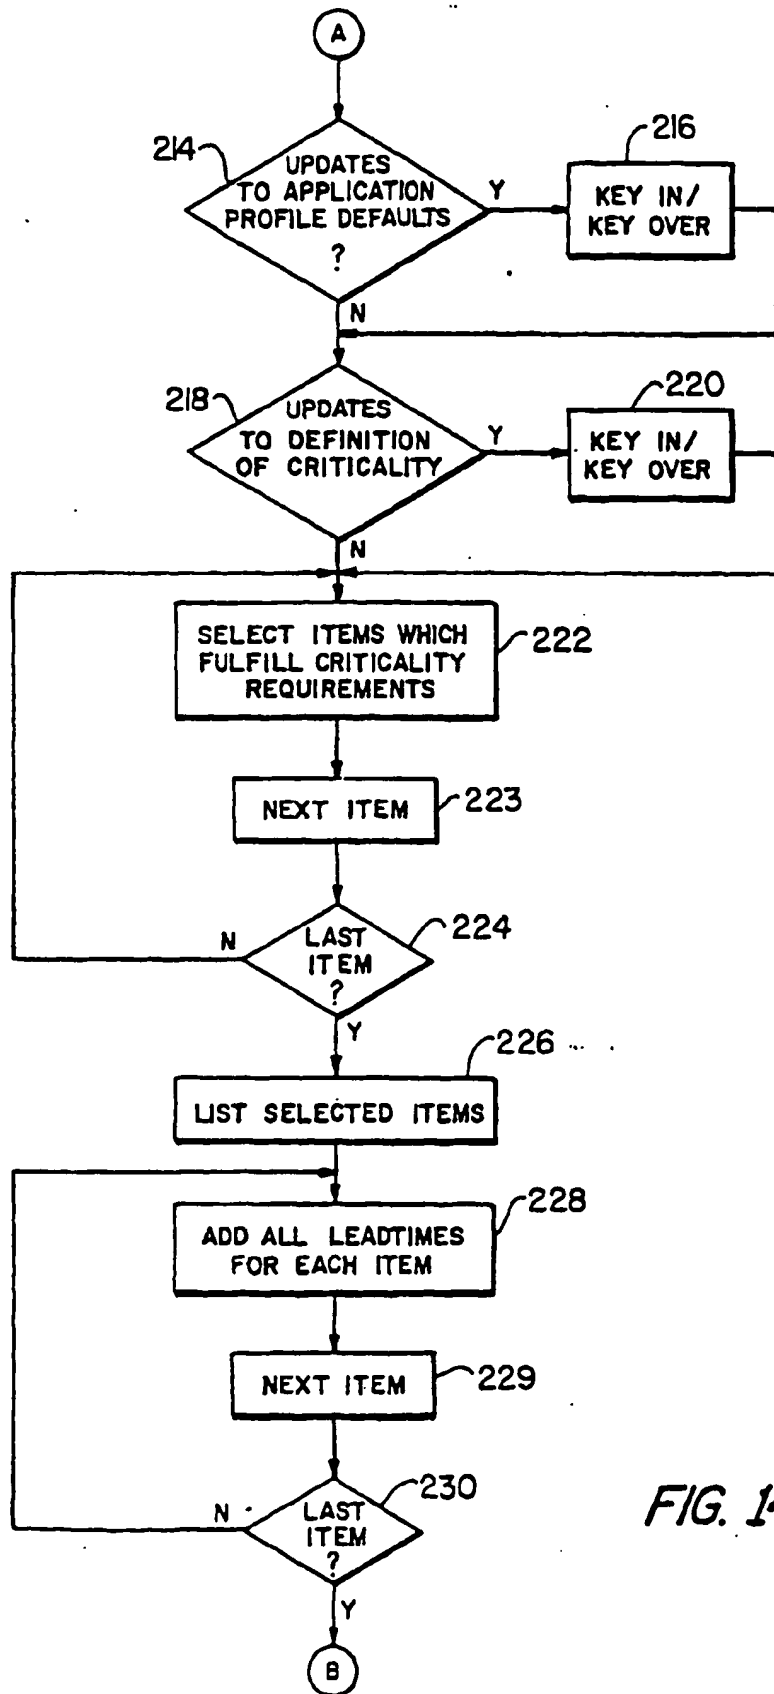 A
214
UPDATES
TO APPLICATION
PROFILE DEFAULTS
?
Y
216
KEY IN/
KEY OVER
N
218
UPDATES
TO DEFINITION
OF CRITICALITY
Y
220
KEY IN/
KEY OVER
N
SELECT ITEMS WHICH
FULFILL CRITICALITY
REQUIREMENTS
222
NEXT ITEM
223
LAST
ITEM
?
224
N
Y
226
LIST SELECTED ITEMS
228
ADD ALL LEADTIMES
FOR EACH ITEM
NEXT ITEM
229
230
LAST
ITEM
?
N
Y
FIG.
B